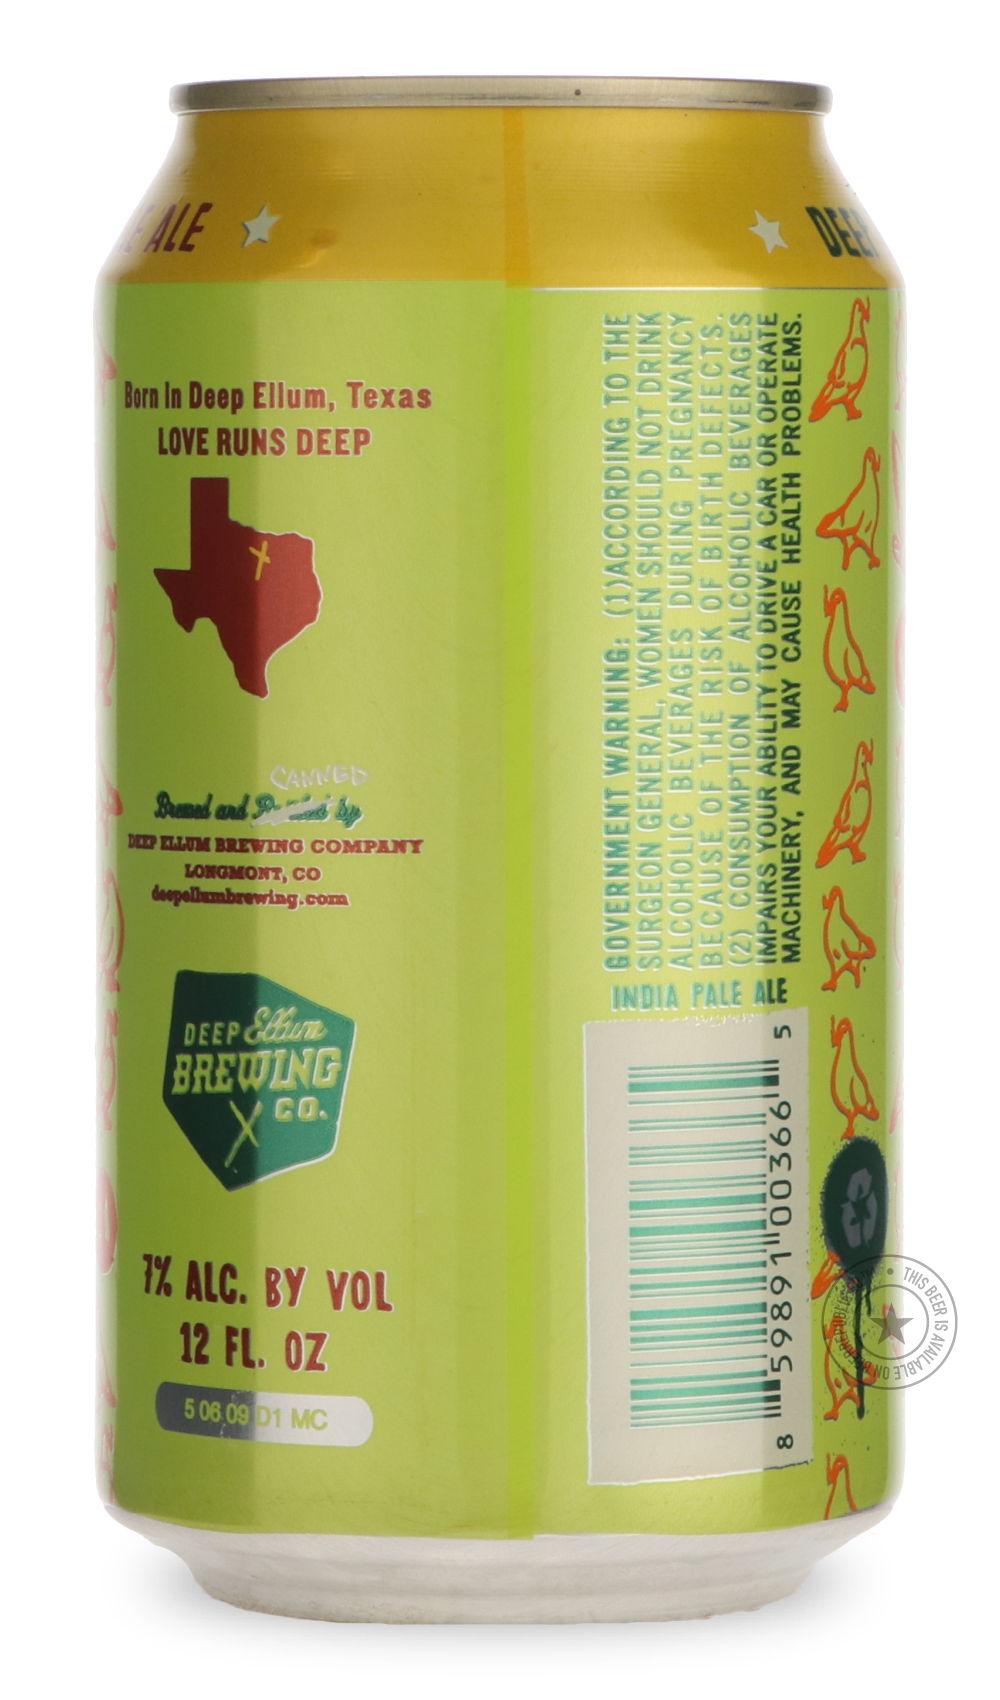 ALE
DEEP
Born In Deep Ellum, Texas
LOVE RUNS DEEP
CANNED
Brewed and by
DEEP ELLUM BREWING COMPANY
LONGMONT, CO
deepellumbrewing.com
DEEP Ellum
BREWING
CO.
7% ALC. BY VOL
12 FL. OZ
5 06 09 D1 MC
GOVERNMENT WARNING: (1)ACCORDING TO THE
SURGEON GENERAL, WOMEN SHOULD NOT DRINK
ALCOHOLIC BEVERAGES DURING PREGNANCY
BECAUSE OF THE RISK OF BIRTH DEFECTS.
(2) CONSUMPTION OF ALCOHOLIC BEVERAGES
IMPAIRS YOUR ABILITY TO DRIVE A CAR OR OPERATE
MACHINERY, AND MAY CAUSE HEALTH PROBLEMS.
INDIA PALE ALE
8 59891 00366 5
THIS BEER IS AVAILABLE ON BEERREPUBLIC